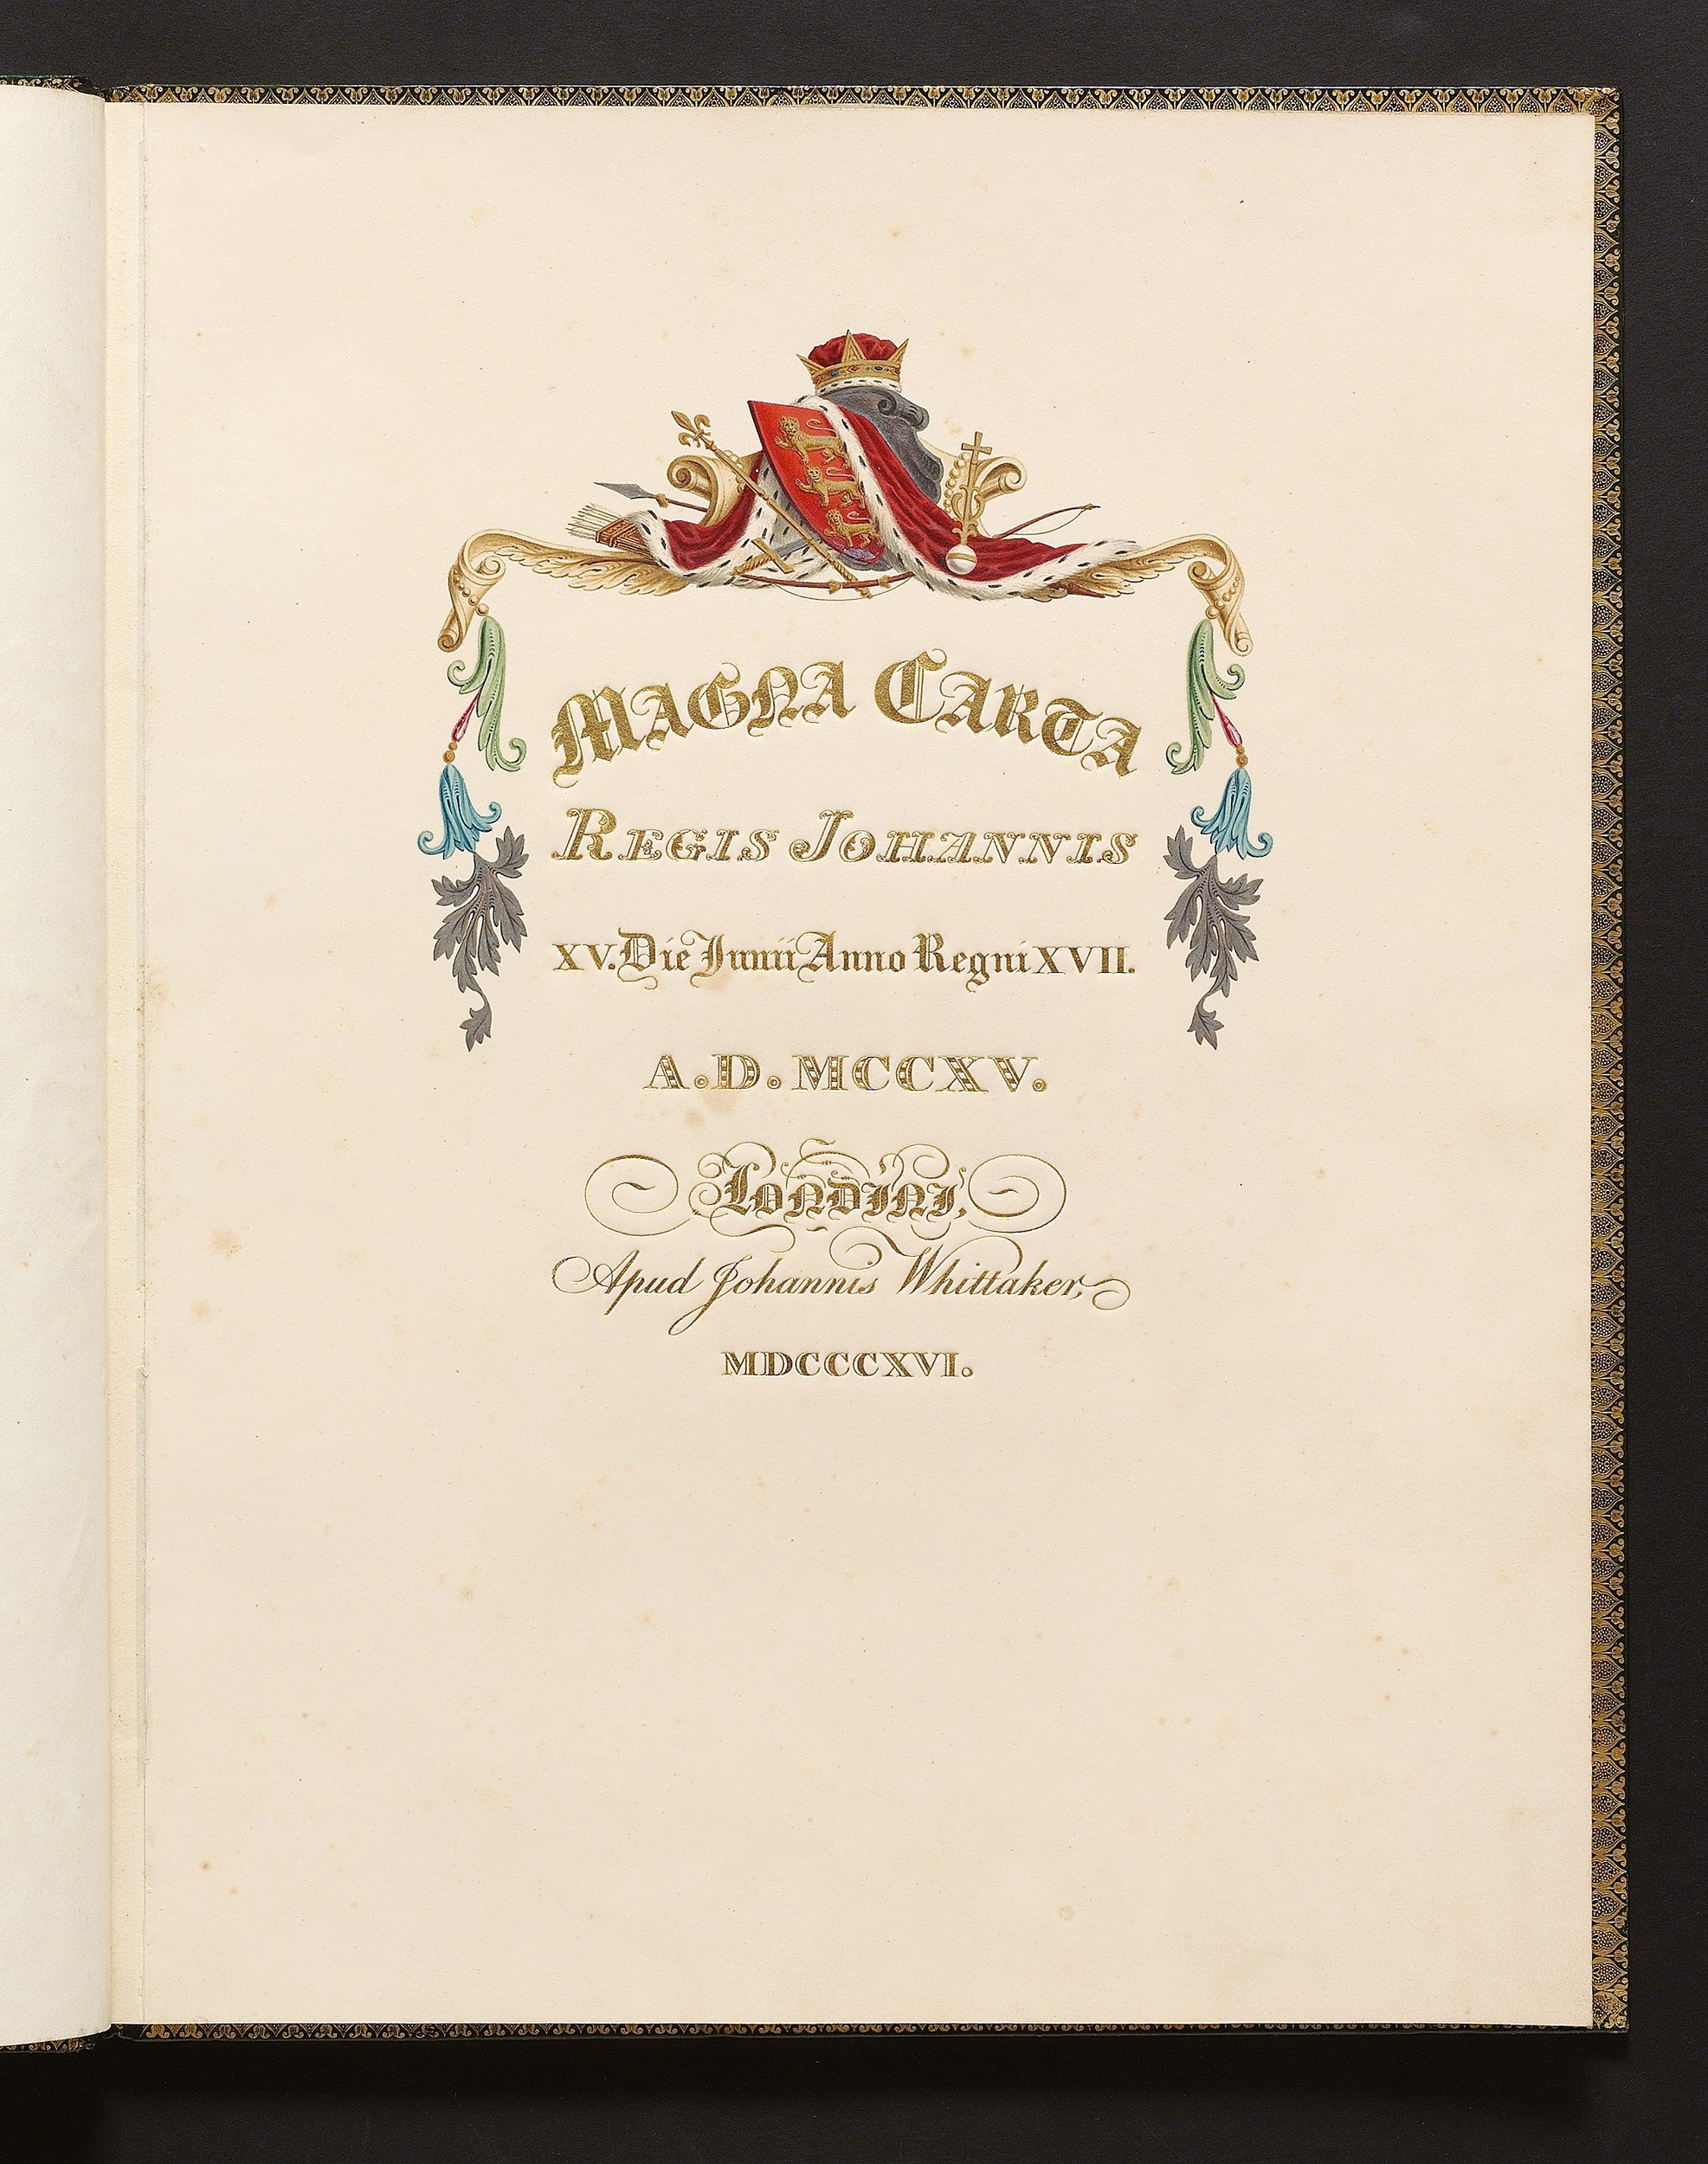 MAGNA CARTA
REGIS JOHANNIS
XV. Die Junii Anno Regni XVII.
A.D. MCCXV.
LONDINI,
Apud Johannis Whittaker,
MDCCCXVI.